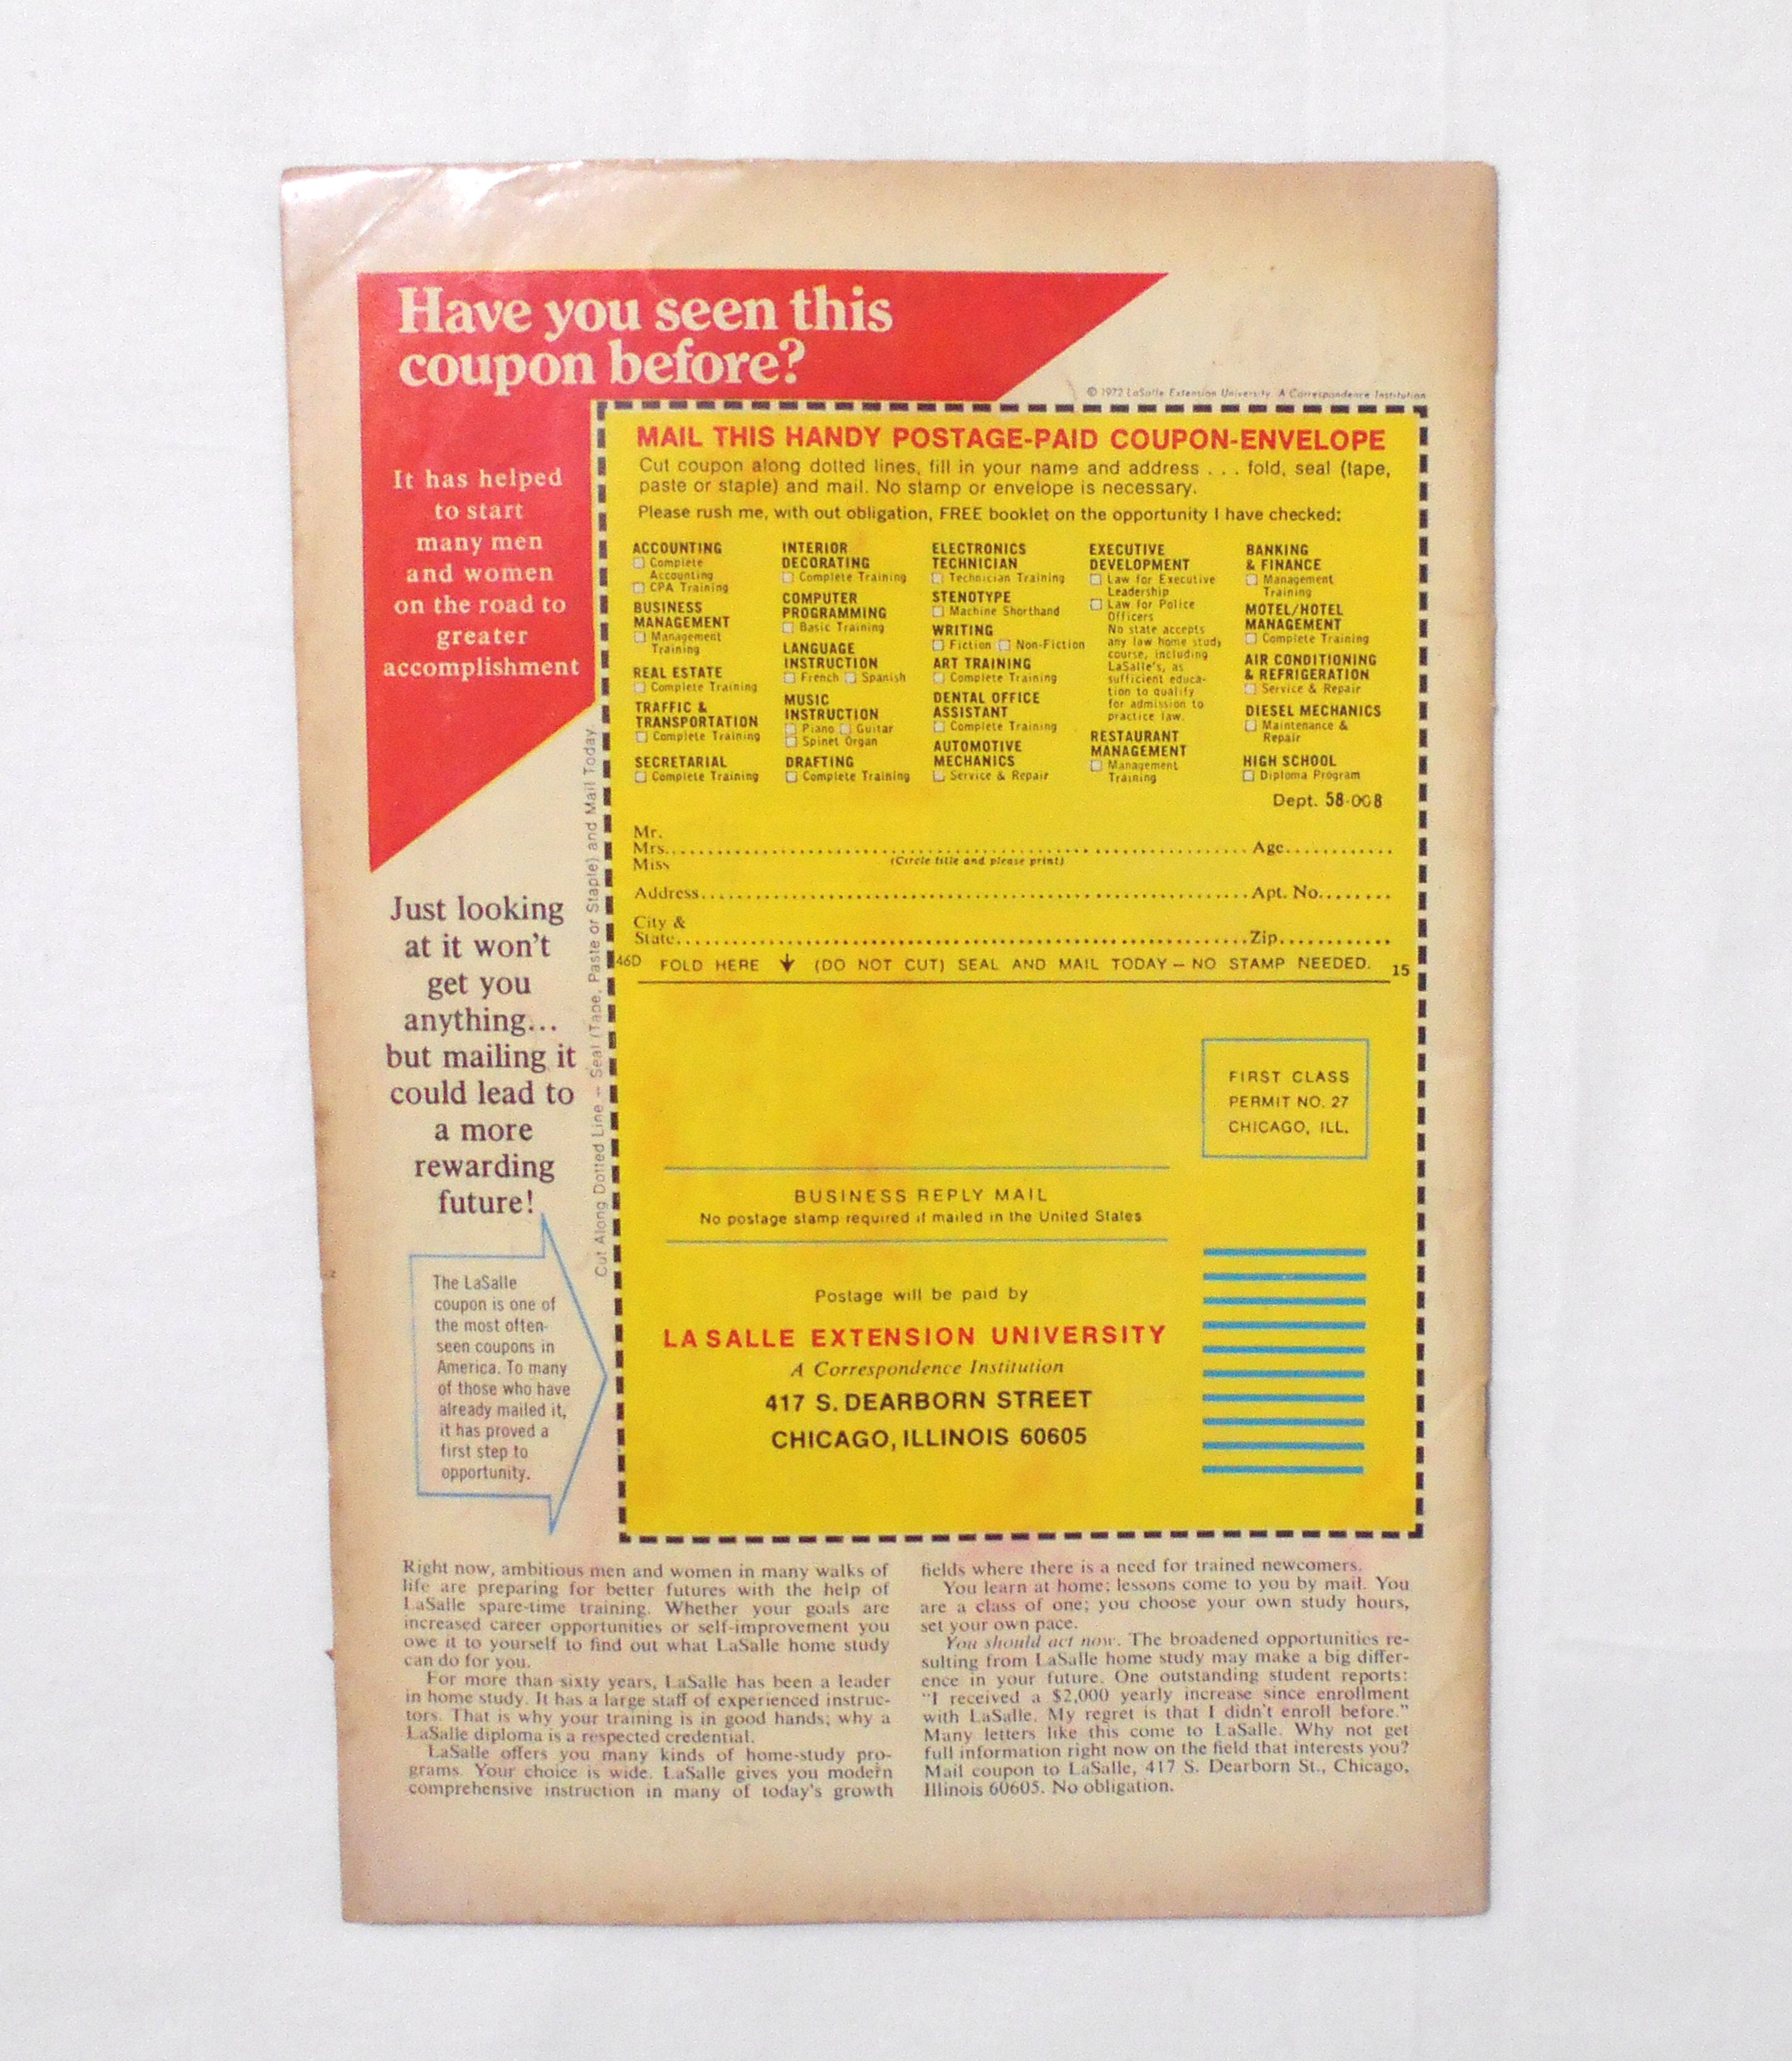 Have you seen this
coupon before?
© 1972 LaSalle Extension University, A Correspondence Institution
It has helped
to start
many men
and women
on the road to
greater
accomplishment
Just looking
at it won't
get you
anything...
but mailing it
could lead to
a more
rewarding
future!
The LaSalle
coupon is one of
the most often-
seen coupons in
America. To many
of those who have
already mailed it,
it has proved a
first step to
opportunity.
Cut Along Dotted Line — Seal (Tape, Paste or Staple) and Mail Today
MAIL THIS HANDY POSTAGE-PAID COUPON-ENVELOPE
Cut coupon along dotted lines, fill in your name and address . . . fold, seal (tape,
paste or staple) and mail. No stamp or envelope is necessary.
Please rush me, with out obligation, FREE booklet on the opportunity I have checked:
ACCOUNTING
Complete
Accounting
CPA Training
BUSINESS
MANAGEMENT
Management
Training
REAL ESTATE
Complete Training
TRAFFIC &
TRANSPORTATION
Complete Training
SECRETARIAL
Complete Training
INTERIOR
DECORATING
Complete Training
COMPUTER
PROGRAMMING
Basic Training
LANGUAGE
INSTRUCTION
French Spanish
MUSIC
INSTRUCTION
Piano Guitar
Spinet Organ
DRAFTING
Complete Training
ELECTRONICS
TECHNICIAN
Technician Training
STENOTYPE
Machine Shorthand
WRITING
Fiction Non-Fiction
ART TRAINING
Complete Training
DENTAL OFFICE
ASSISTANT
Complete Training
AUTOMOTIVE
MECHANICS
Service & Repair
EXECUTIVE
DEVELOPMENT
Law for Executive
Leadership
Law for Police
Officers
No state accepts
any law home study
course, including
LaSalle's, as
sufficient educa-
tion to qualify
for admission to
practice law.
RESTAURANT
MANAGEMENT
Management
Training
BANKING
& FINANCE
Management
Training
MOTEL/HOTEL
MANAGEMENT
Complete Training
AIR CONDITIONING
& REFRIGERATION
Service & Repair
DIESEL MECHANICS
Maintenance &
Repair
HIGH SCHOOL
Diploma Program
Dept. 58-008
Mr.
Mrs. Age
Miss (Circle title and please print)
Address Apt. No.
City &
State Zip
46D FOLD HERE ↓ (DO NOT CUT) SEAL AND MAIL TODAY — NO STAMP NEEDED. 15
FIRST CLASS
PERMIT NO. 27
CHICAGO, ILL.
BUSINESS REPLY MAIL
No postage stamp required if mailed in the United States
Postage will be paid by
LA SALLE EXTENSION UNIVERSITY
A Correspondence Institution
417 S. DEARBORN STREET
CHICAGO, ILLINOIS 60605
Right now, ambitious men and women in many walks of
life are preparing for better futures with the help of
LaSalle spare-time training. Whether your goals are
increased career opportunities or self-improvement you
owe it to yourself to find out what LaSalle home study
can do for you.
For more than sixty years, LaSalle has been a leader
in home study. It has a large staff of experienced instruc-
tors. That is why your training is in good hands; why a
LaSalle diploma is a respected credential.
LaSalle offers you many kinds of home-study pro-
grams. Your choice is wide. LaSalle gives you modern
comprehensive instruction in many of today's growth
fields where there is a need for trained newcomers.
You learn at home; lessons come to you by mail. You
are a class of one; you choose your own study hours,
set your own pace.
You should act now. The broadened opportunities re-
sulting from LaSalle home study may make a big differ-
ence in your future. One outstanding student reports:
"I received a $2,000 yearly increase since enrollment
with LaSalle. My regret is that I didn't enroll before."
Many letters like this come to LaSalle. Why not get
full information right now on the field that interests you?
Mail coupon to LaSalle, 417 S. Dearborn St., Chicago,
Illinois 60605. No obligation.